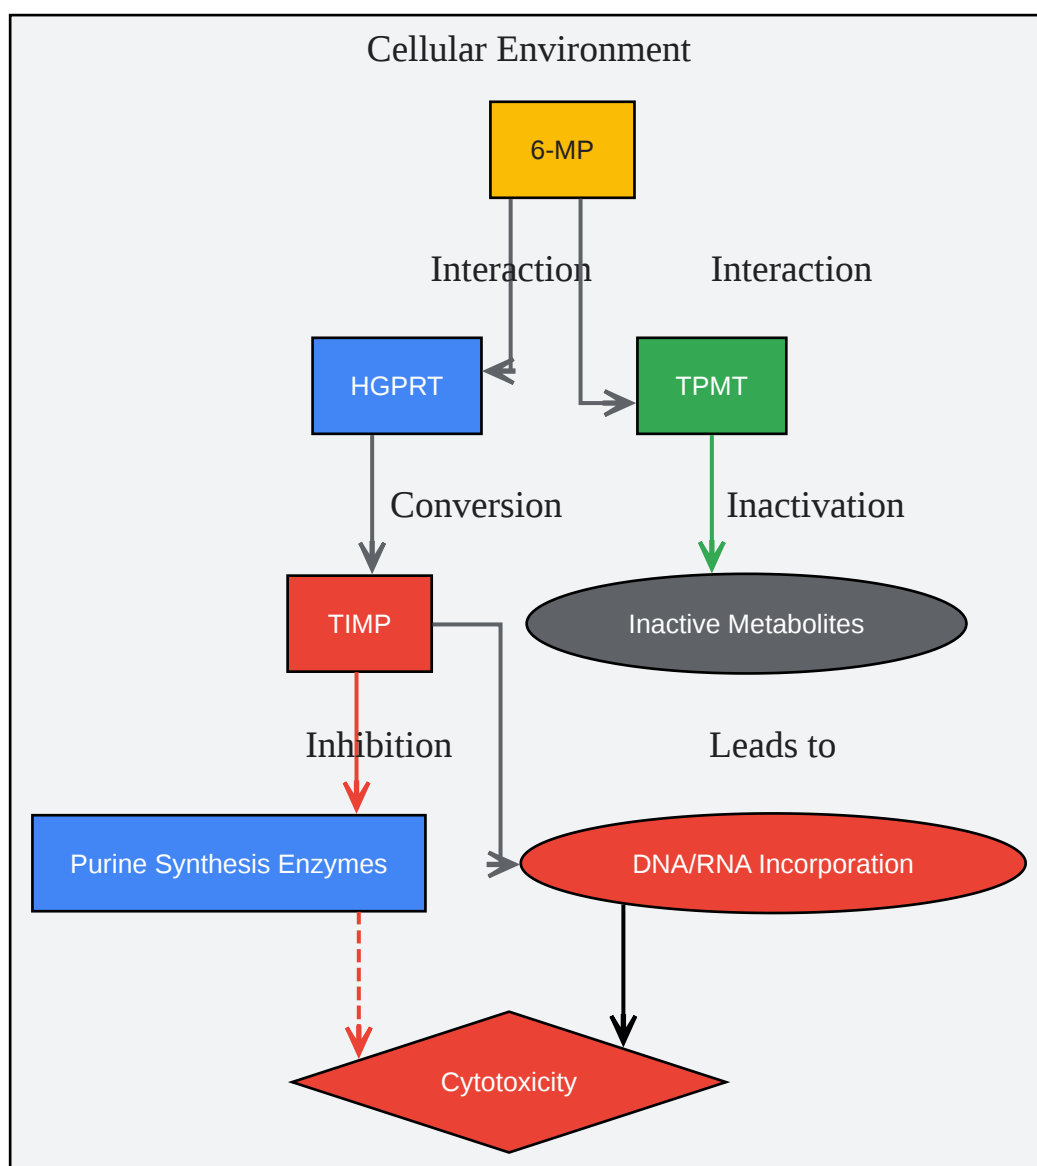 Cellular Environment
6-MP
Interaction
Interaction
HGPRT
TPMT
Conversion
Inactivation
TIMP
Inactive Metabolites
Inhibition
Leads to
Purine Synthesis Enzymes
DNA/RNA Incorporation
Cytotoxicity